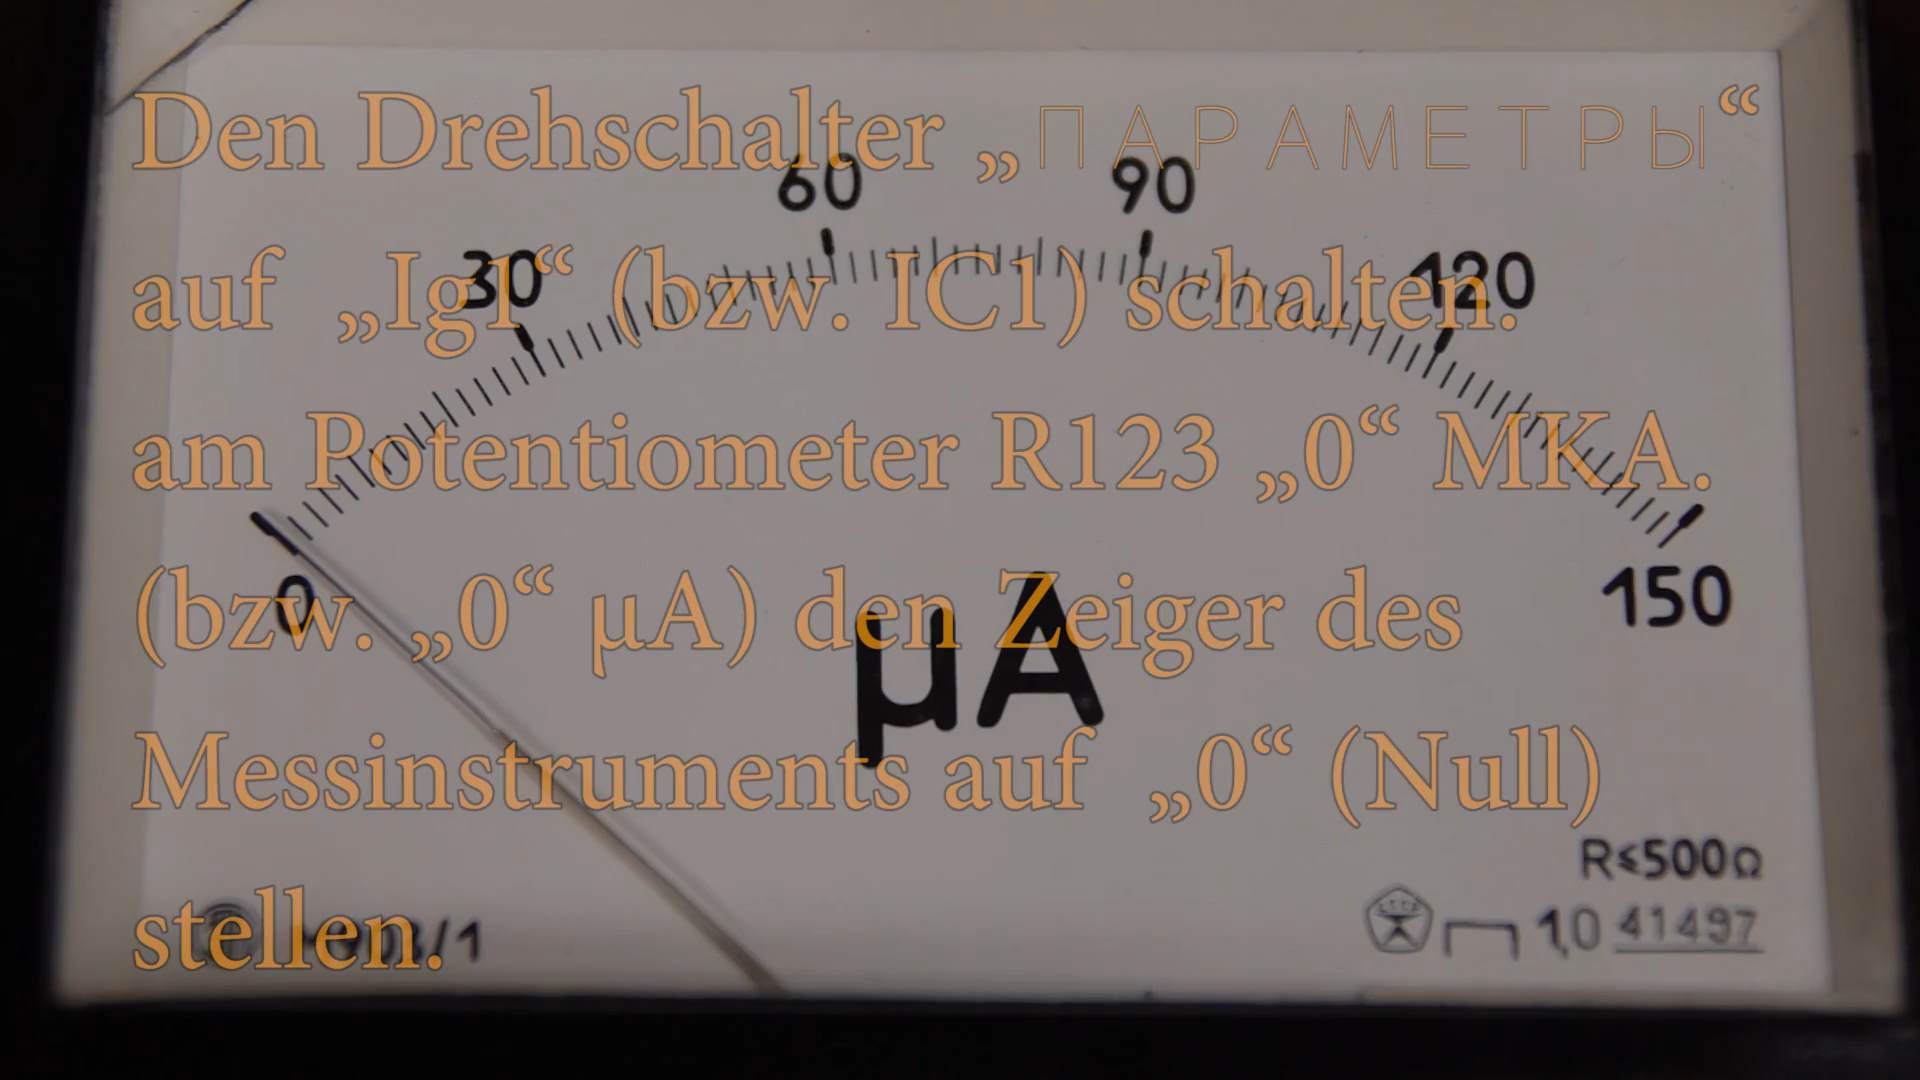 Den Drehschalter „ПАРАМЕТРЫ“
60 90
auf „Ig1“ (bzw. IC1) schalten.
30 120
am Potentiometer R123 „0“ MKA.
(bzw. „0“ µA) den Zeiger des
0 µA 150
Messinstruments auf „0“ (Null)
R≤500Ω
stellen.
1,0 41497